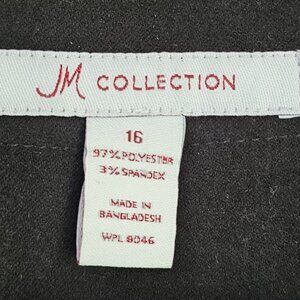 JM COLLECTION
16
97% POLYESTER
3% SPANDEX
MADE IN
BANGLADESH
WPL 8046